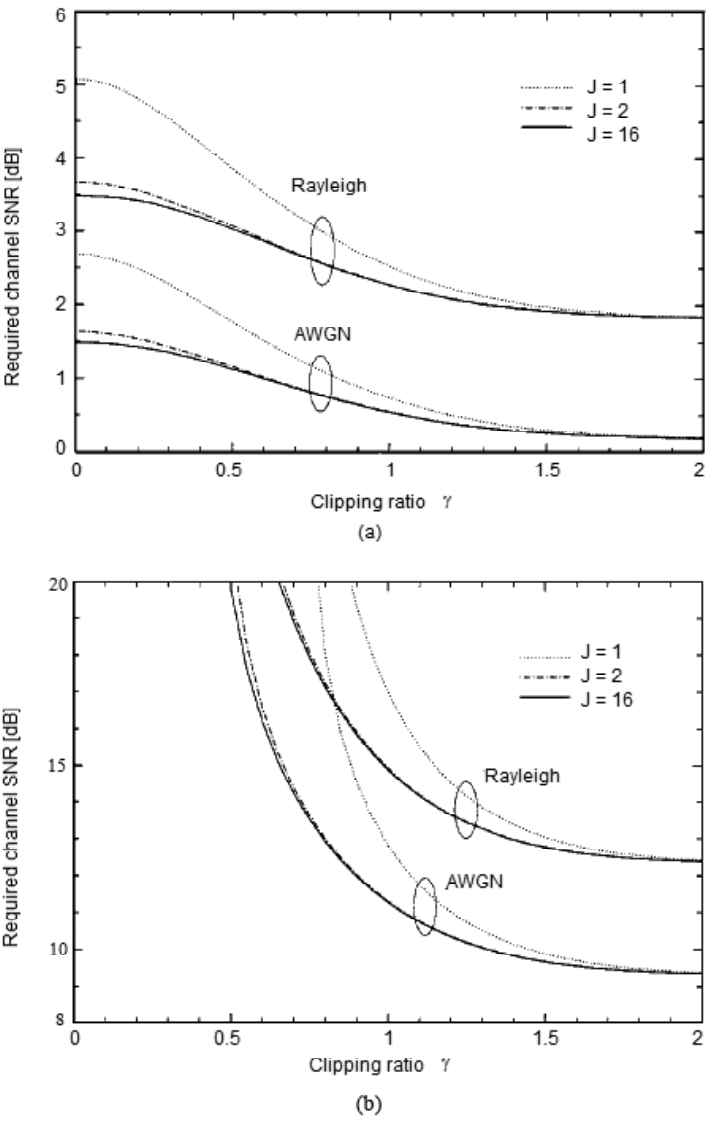 6
5
4
3
2
1
0
Required channel SNR [dB]
J = 1
J = 2
J = 16
Rayleigh
AWGN
0 0.5 1 1.5 2
Clipping ratio γ
(a)
20
15
10
8
Required channel SNR [dB]
J = 1
J = 2
J = 16
Rayleigh
AWGN
0 0.5 1 1.5 2
Clipping ratio γ
(b)